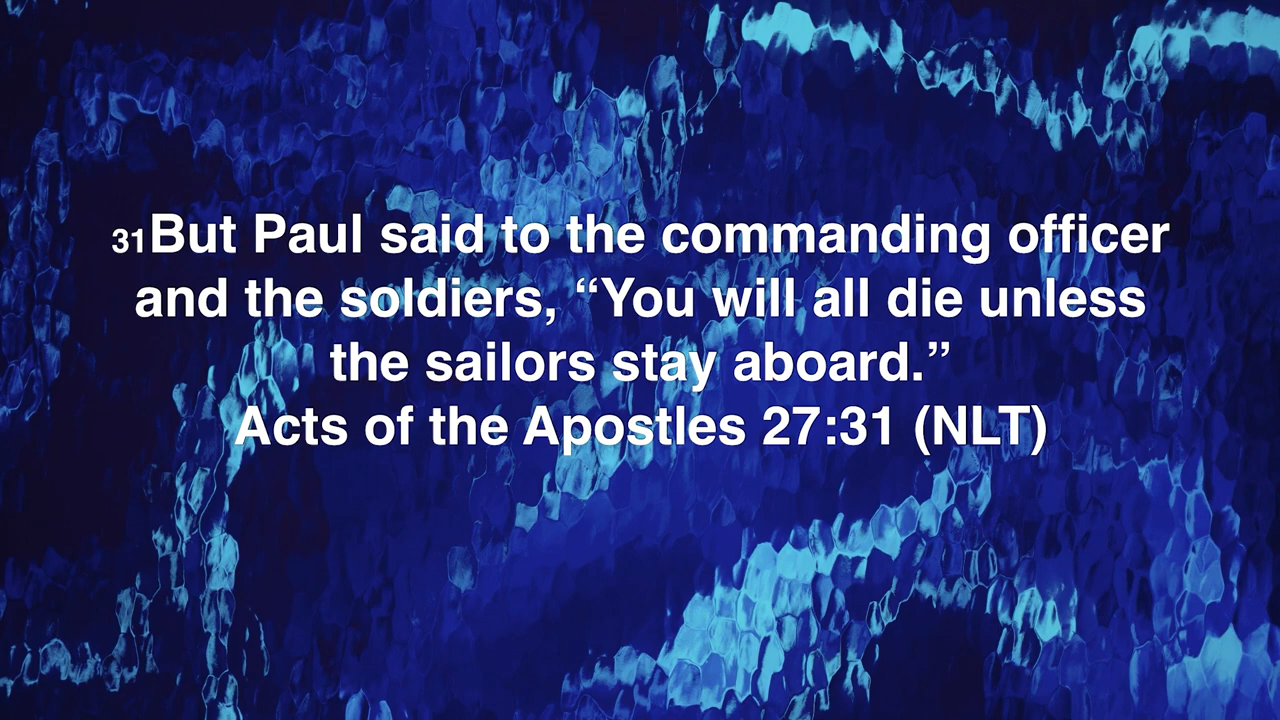 31But Paul said to the commanding officer
and the soldiers, “You will all die unless
the sailors stay aboard.”
Acts of the Apostles 27:31 (NLT)